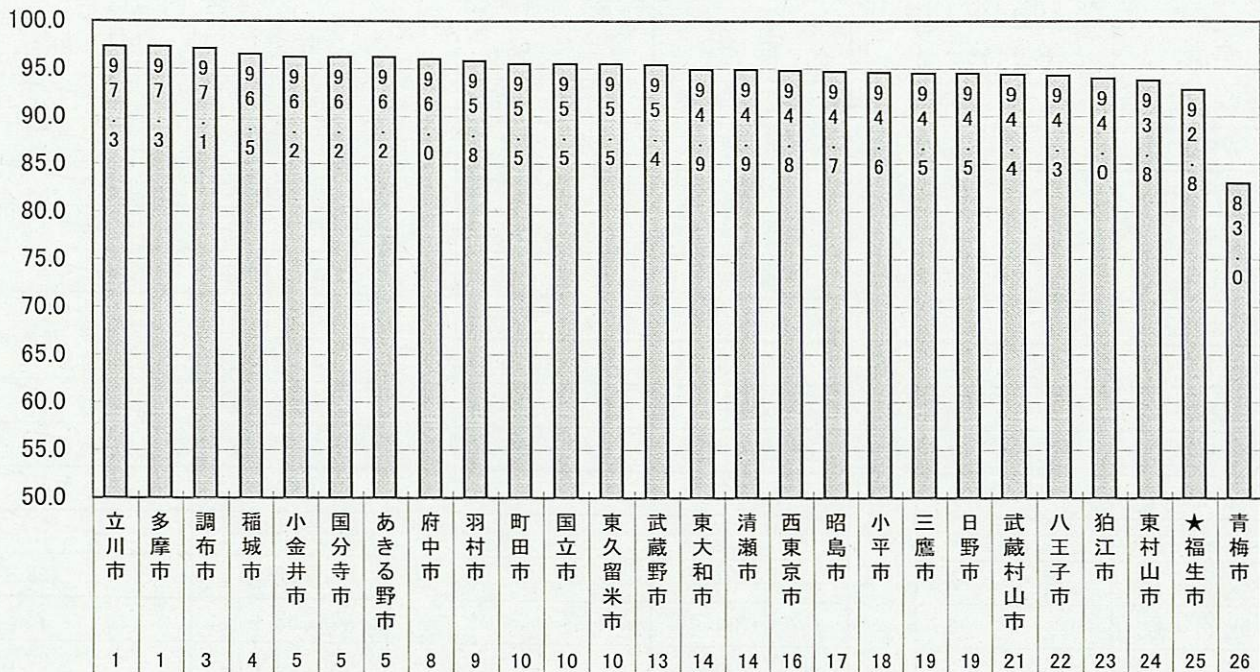 100.0
95.0
90.0
85.0
80.0
75.0
70.0
65.0
60.0
55.0
50.0
97.3
97.3
97.1
96.5
96.2
96.2
96.2
96.0
95.8
95.5
95.5
95.5
95.4
94.9
94.9
94.8
94.7
94.6
94.5
94.5
94.4
94.3
94.0
93.8
92.8
83.0
立川市
多摩市
調布市
稲城市
小金井市
国分寺市
あきる野市
府中市
羽村市
町田市
国立市
東久留米市
武蔵野市
東大和市
清瀬市
西東京市
昭島市
小平市
三鷹市
日野市
武蔵村山市
八王子市
狛江市
東村山市
★福生市
青梅市
1 1 3 4 5 5 5 8 9 10 10 10 13 14 14 16 17 18 19 19 21 22 23 24 25 26